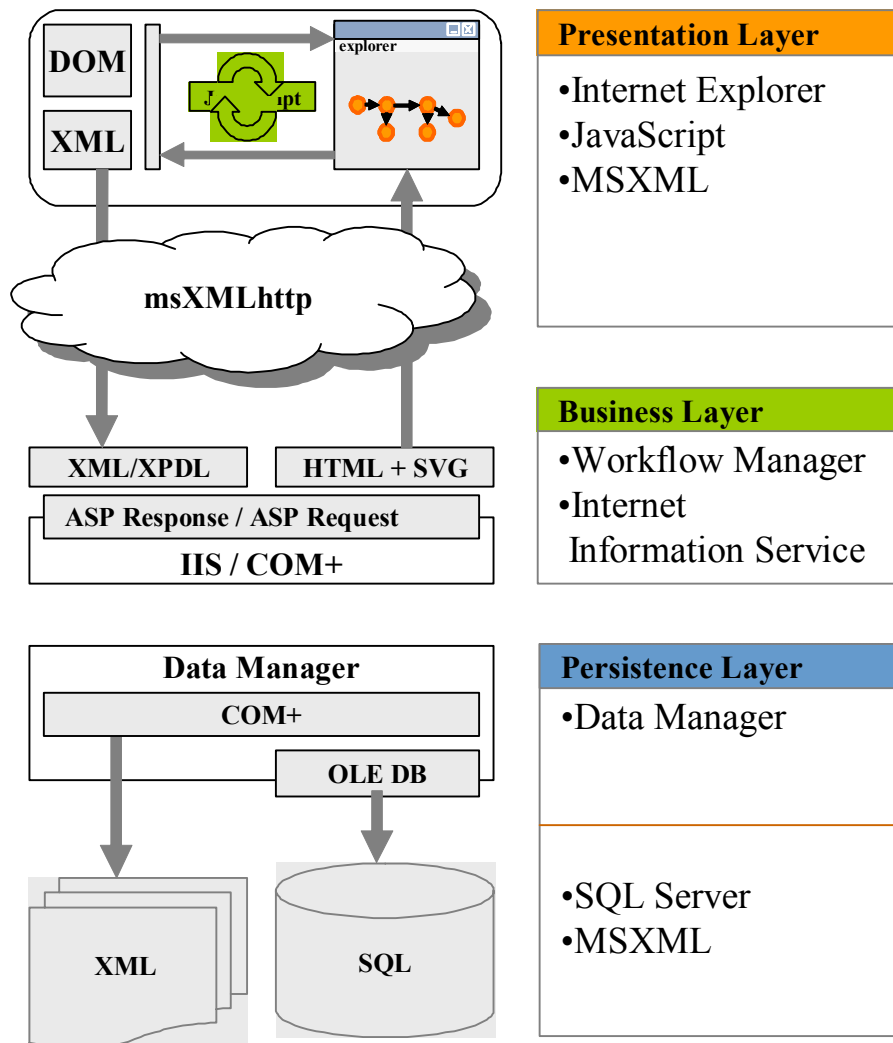 DOM
XML
explorer
msXMLhttp
XML/XPDL
HTML + SVG
ASP Response / ASP Request
IIS / COM+
Data Manager
COM+
OLE DB
XML
SQL
Presentation Layer
•Internet Explorer
•JavaScript
•MSXML
Business Layer
•Workflow Manager
•Internet
Information Service
Persistence Layer
•Data Manager
•SQL Server
•MSXML